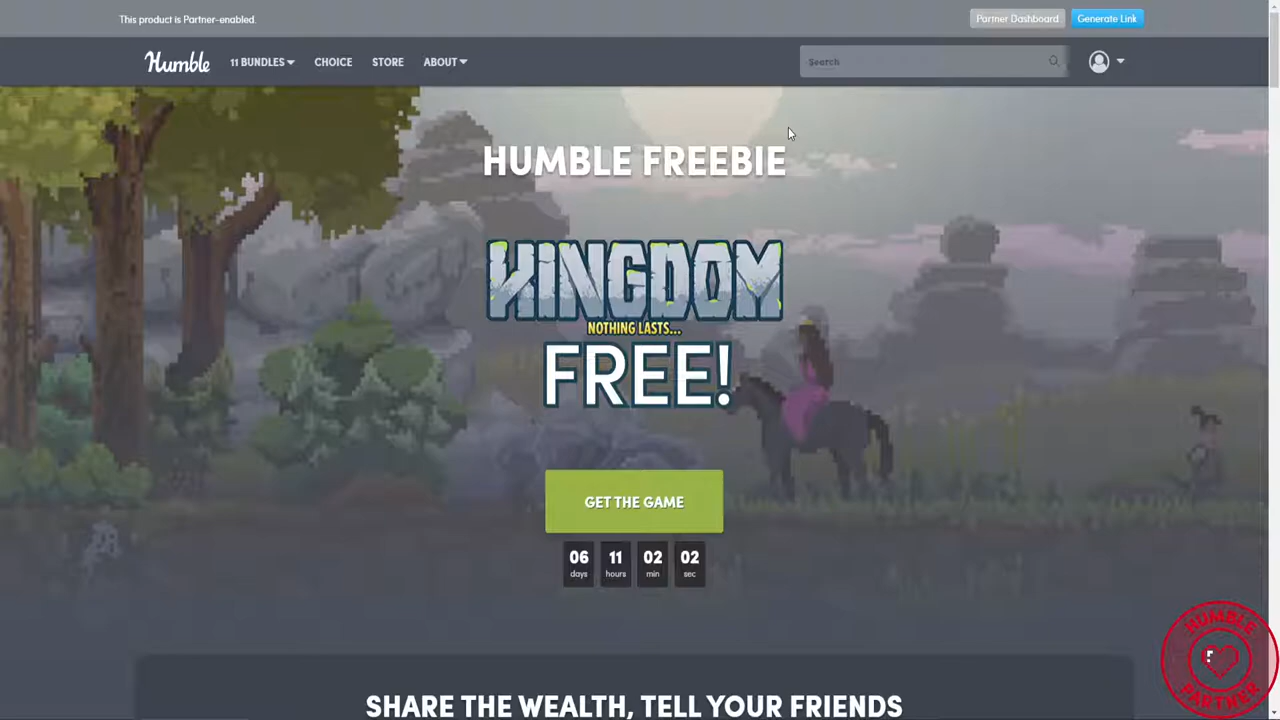 This product is Partner-enabled.
Partner Dashboard
Generate Link
Humble
11 BUNDLES
CHOICE
STORE
ABOUT
Search
HUMBLE FREEBIE
KINGDOM
NOTHING LASTS...
FREE!
GET THE GAME
06 11 02 02
days hours min sec
HUMBLE
PARTNER
SHARE THE WEALTH, TELL YOUR FRIENDS